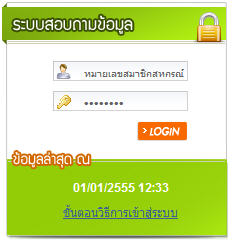 ระบบสอบถามข้อมูล
หมายเลขสมาชิกสหกรณ์
••••••••
LOGIN
ข้อมูลล่าสุด ณ
01/01/2555 12:33
ขั้นตอนวิธีการเข้าสู่ระบบ